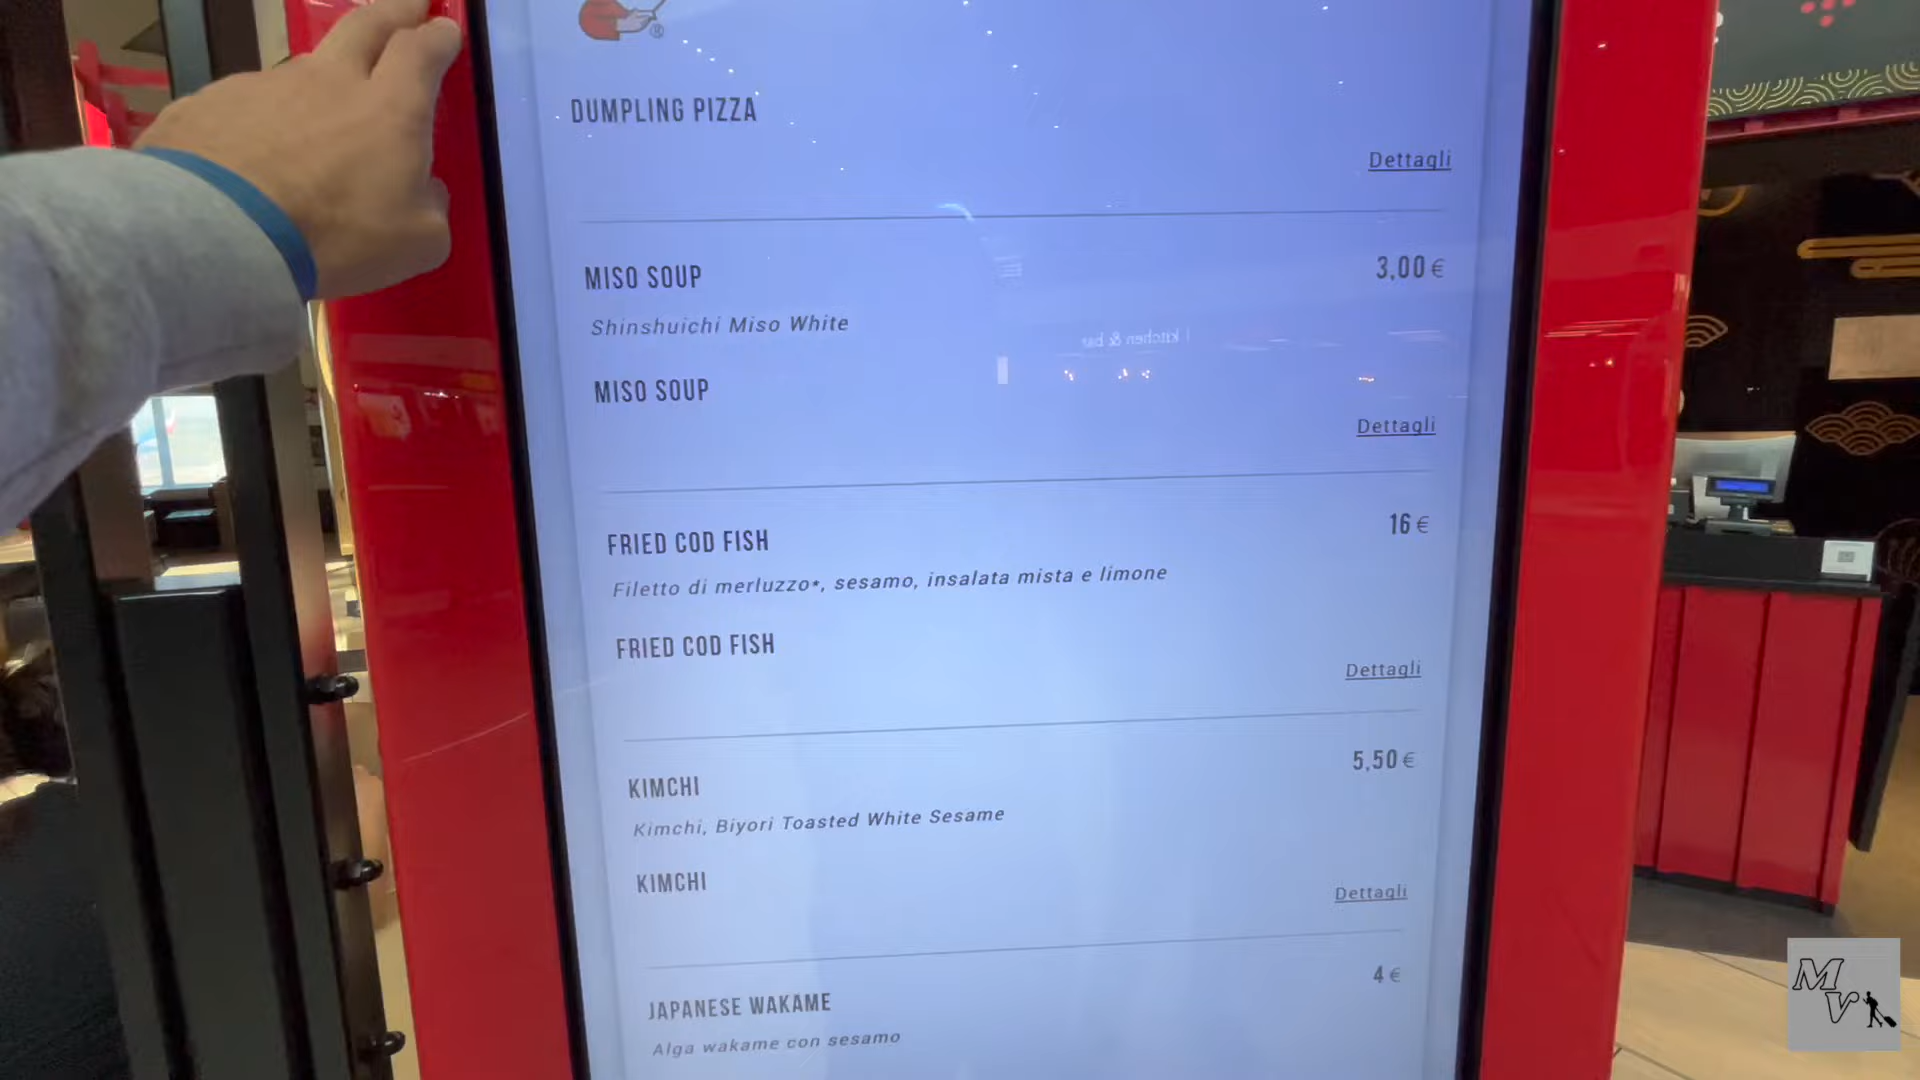 ®
DUMPLING PIZZA
Dettagli
MISO SOUP
3,00 €
Shinshuichi Miso White
MISO SOUP
Dettagli
kitchen & bar
FRIED COD FISH
16 €
Filetto di merluzzo*, sesamo, insalata mista e limone
FRIED COD FISH
Dettagli
KIMCHI
5,50 €
Kimchi, Biyori Toasted White Sesame
KIMCHI
Dettagli
JAPANESE WAKAME
4 €
Alga wakame con sesamo
MV